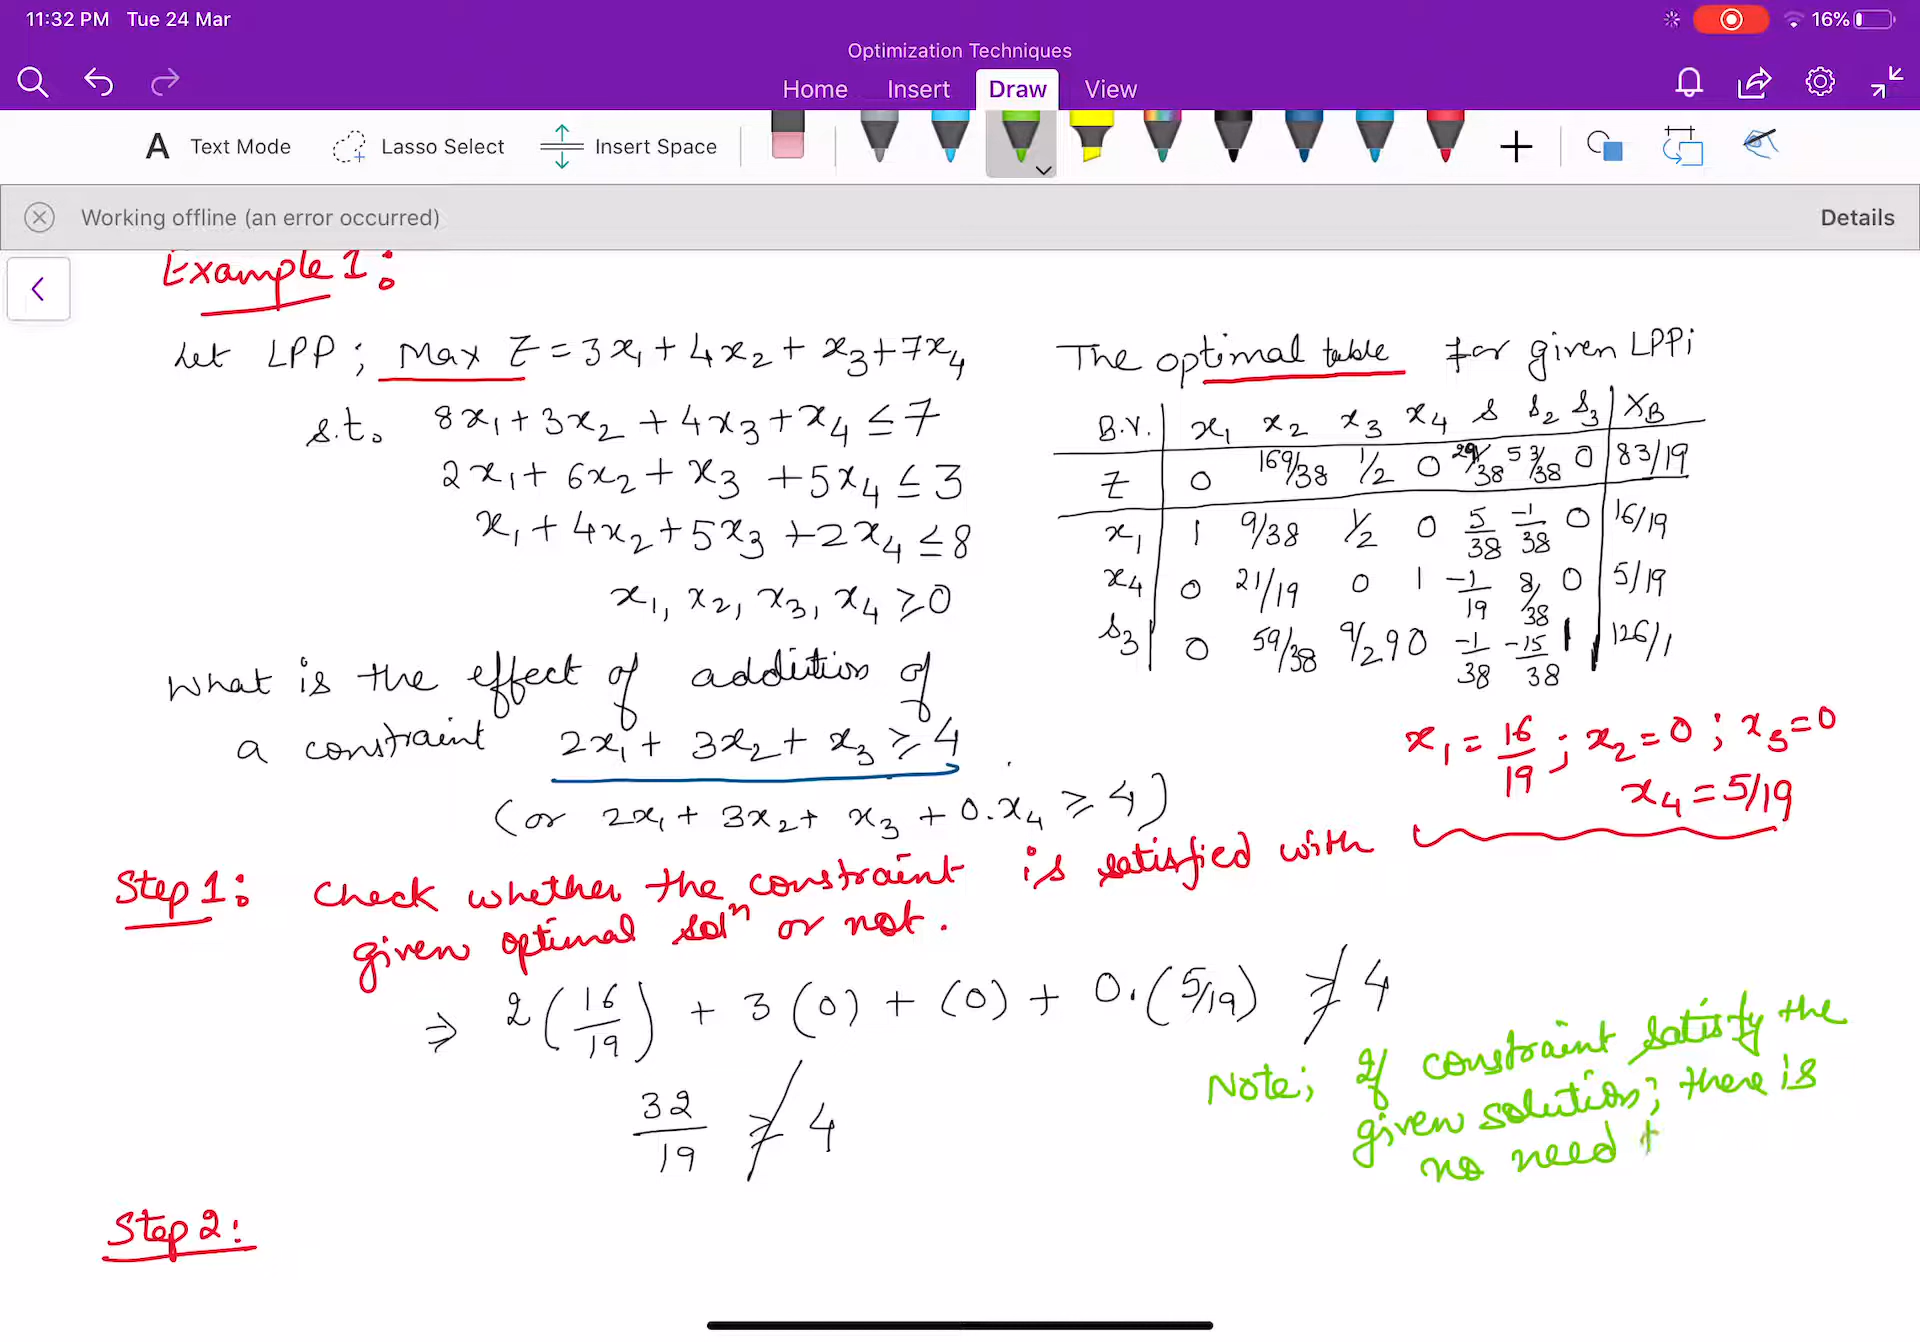 11:32 PM Tue 24 Mar
16%
Optimization Techniques
Home Insert Draw View
A Text Mode Lasso Select Insert Space
Working offline (an error occurred) Details
Example 1:
Let LPP; Max Z = 3x₁ + 4x₂ + x₃ + 7x₄
s.t. 8x₁ + 3x₂ + 4x₃ + x₄ ≤ 7
2x₁ + 6x₂ + x₃ + 5x₄ ≤ 3
x₁ + 4x₂ + 5x₃ + 2x₄ ≤ 8
x₁, x₂, x₃, x₄ ≥ 0
What is the effect of addition of
a constraint 2x₁ + 3x₂ + x₃ ≥ 4
(or 2x₁ + 3x₂ + x₃ + 0.x₄ ≥ 4)
The optimal table for given LPPi
B.V. x₁ x₂ x₃ x₄ s s₂ s₃ XB
Z 0 169/38 1/2 0 /38 53/38 0 83/19
x₁ 1 9/38 1/2 0 5/38 -1/38 0 16/19
x₄ 0 21/19 0 1 -1/19 8/38 0 5/19
s₃ 0 59/38 9/2 0 -1/38 -15/38 1 126/1
x₁ = 16/19 ; x₂ = 0 ; x₃ = 0
x₄ = 5/19
Step 1: Check whether the constraint is satisfied with
given optimal solⁿ or not.
⇒ 2(16/19) + 3(0) + (0) + 0.(5/19) ≱ 4
32/19 ≱ 4
Note; If constraint satisfy the
given solution; there is
no need t
Step 2: